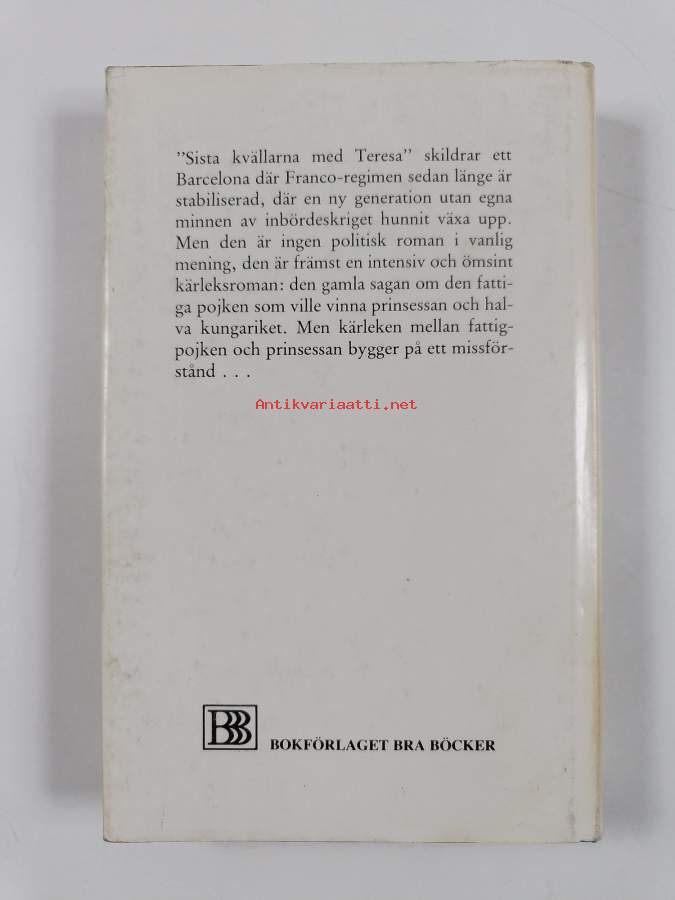 ”Sista kvällarna med Teresa” skildrar ett
Barcelona där Franco-regimen sedan länge är
stabiliserad, där en ny generation utan egna
minnen av inbördeskriget hunnit växa upp.
Men den är ingen politisk roman i vanlig
mening, den är främst en intensiv och ömsint
kärleksroman: den gamla sagan om den fatti-
ga pojken som ville vinna prinsessan och hal-
va kungariket. Men kärleken mellan fattig-
pojken och prinsessan bygger på ett missför-
stånd . . .
Antikvariaatti.net
BBB
BOKFÖRLAGET BRA BÖCKER